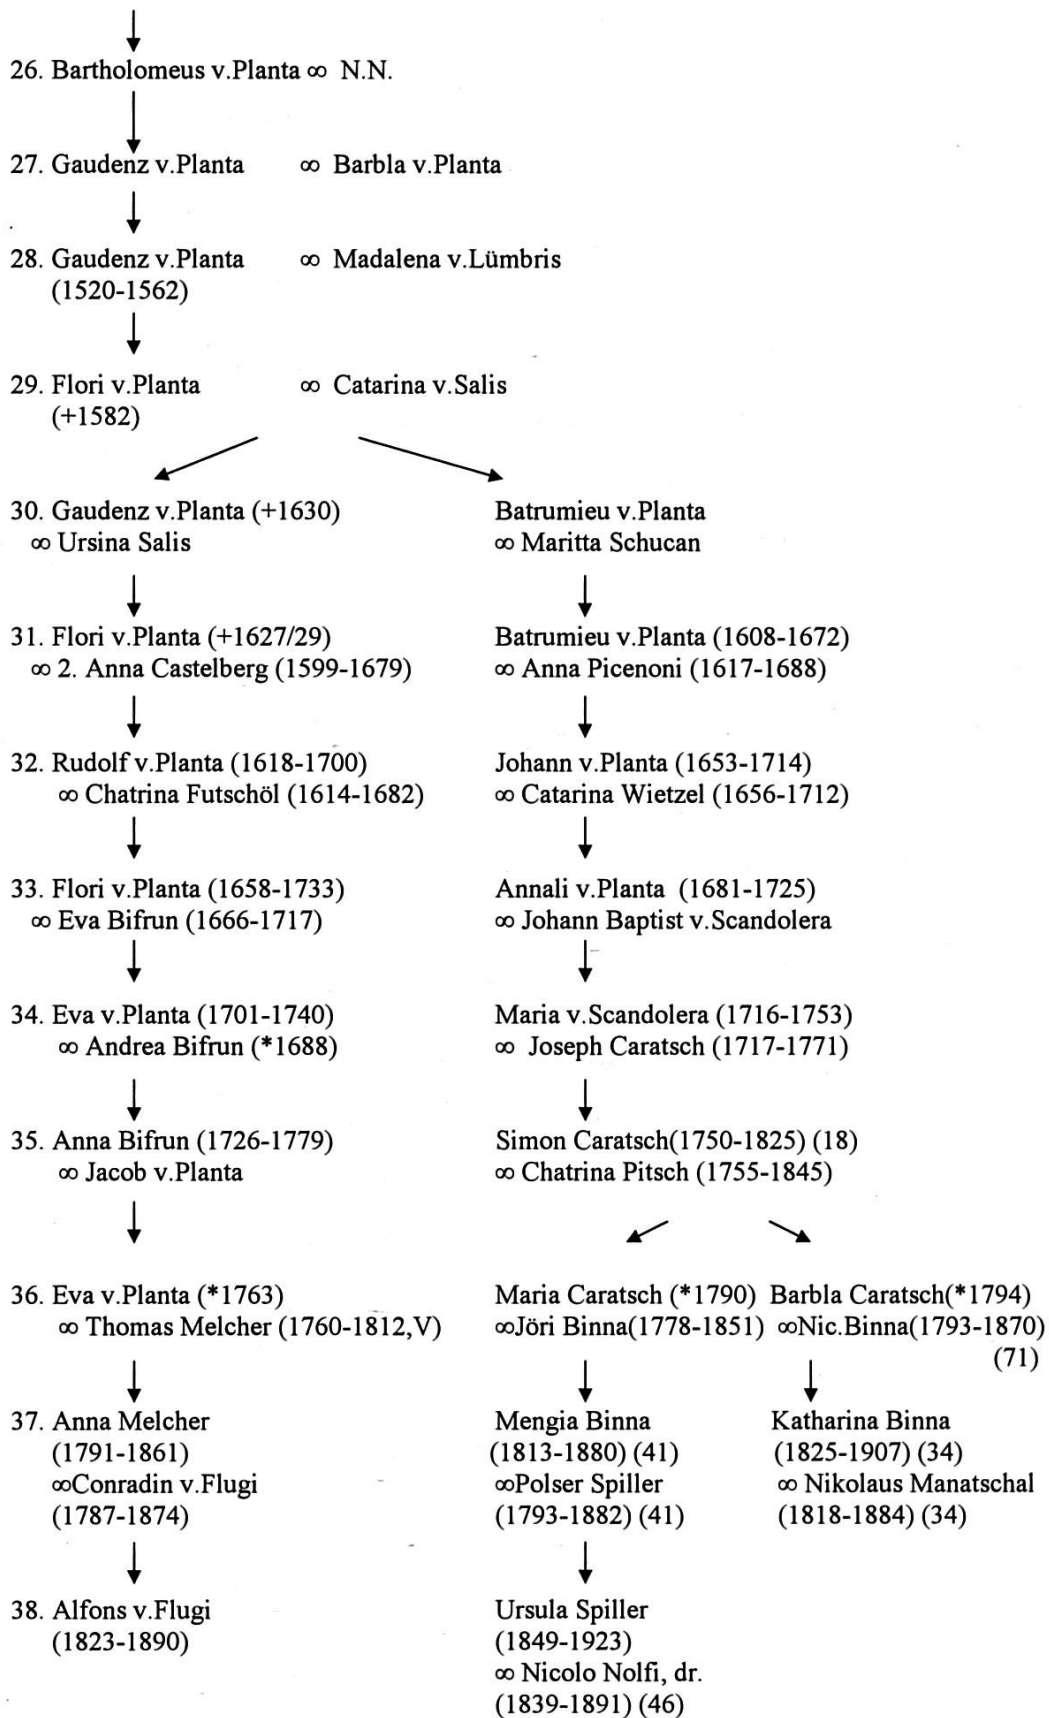 26. Bartholomeus v.Planta ∞ N.N.
27. Gaudenz v.Planta ∞ Barbla v.Planta
28. Gaudenz v.Planta ∞ Madalena v.Lümbris
(1520-1562)
29. Flori v.Planta ∞ Catarina v.Salis
(+1582)
30. Gaudenz v.Planta (+1630) Batrumieu v.Planta
∞ Ursina Salis ∞ Maritta Schucan
31. Flori v.Planta (+1627/29) Batrumieu v.Planta (1608-1672)
∞ 2. Anna Castelberg (1599-1679) ∞ Anna Picenoni (1617-1688)
32. Rudolf v.Planta (1618-1700) Johann v.Planta (1653-1714)
∞ Chatrina Futschöl (1614-1682) ∞ Catarina Wietzel (1656-1712)
33. Flori v.Planta (1658-1733) Annali v.Planta (1681-1725)
∞ Eva Bifrun (1666-1717) ∞ Johann Baptist v.Scandolera
34. Eva v.Planta (1701-1740) Maria v.Scandolera (1716-1753)
∞ Andrea Bifrun (*1688) ∞ Joseph Caratsch (1717-1771)
35. Anna Bifrun (1726-1779) Simon Caratsch(1750-1825) (18)
∞ Jacob v.Planta ∞ Chatrina Pitsch (1755-1845)
36. Eva v.Planta (*1763) Maria Caratsch (*1790) Barbla Caratsch(*1794)
∞ Thomas Melcher (1760-1812,V) ∞Jöri Binna(1778-1851) ∞Nic.Binna(1793-1870)
(71)
37. Anna Melcher Mengia Binna Katharina Binna
(1791-1861) (1813-1880) (41) (1825-1907) (34)
∞Conradin v.Flugi ∞Polser Spiller ∞ Nikolaus Manatschal
(1787-1874) (1793-1882) (41) (1818-1884) (34)
38. Alfons v.Flugi Ursula Spiller
(1823-1890) (1849-1923)
∞ Nicolo Nolfi, dr.
(1839-1891) (46)